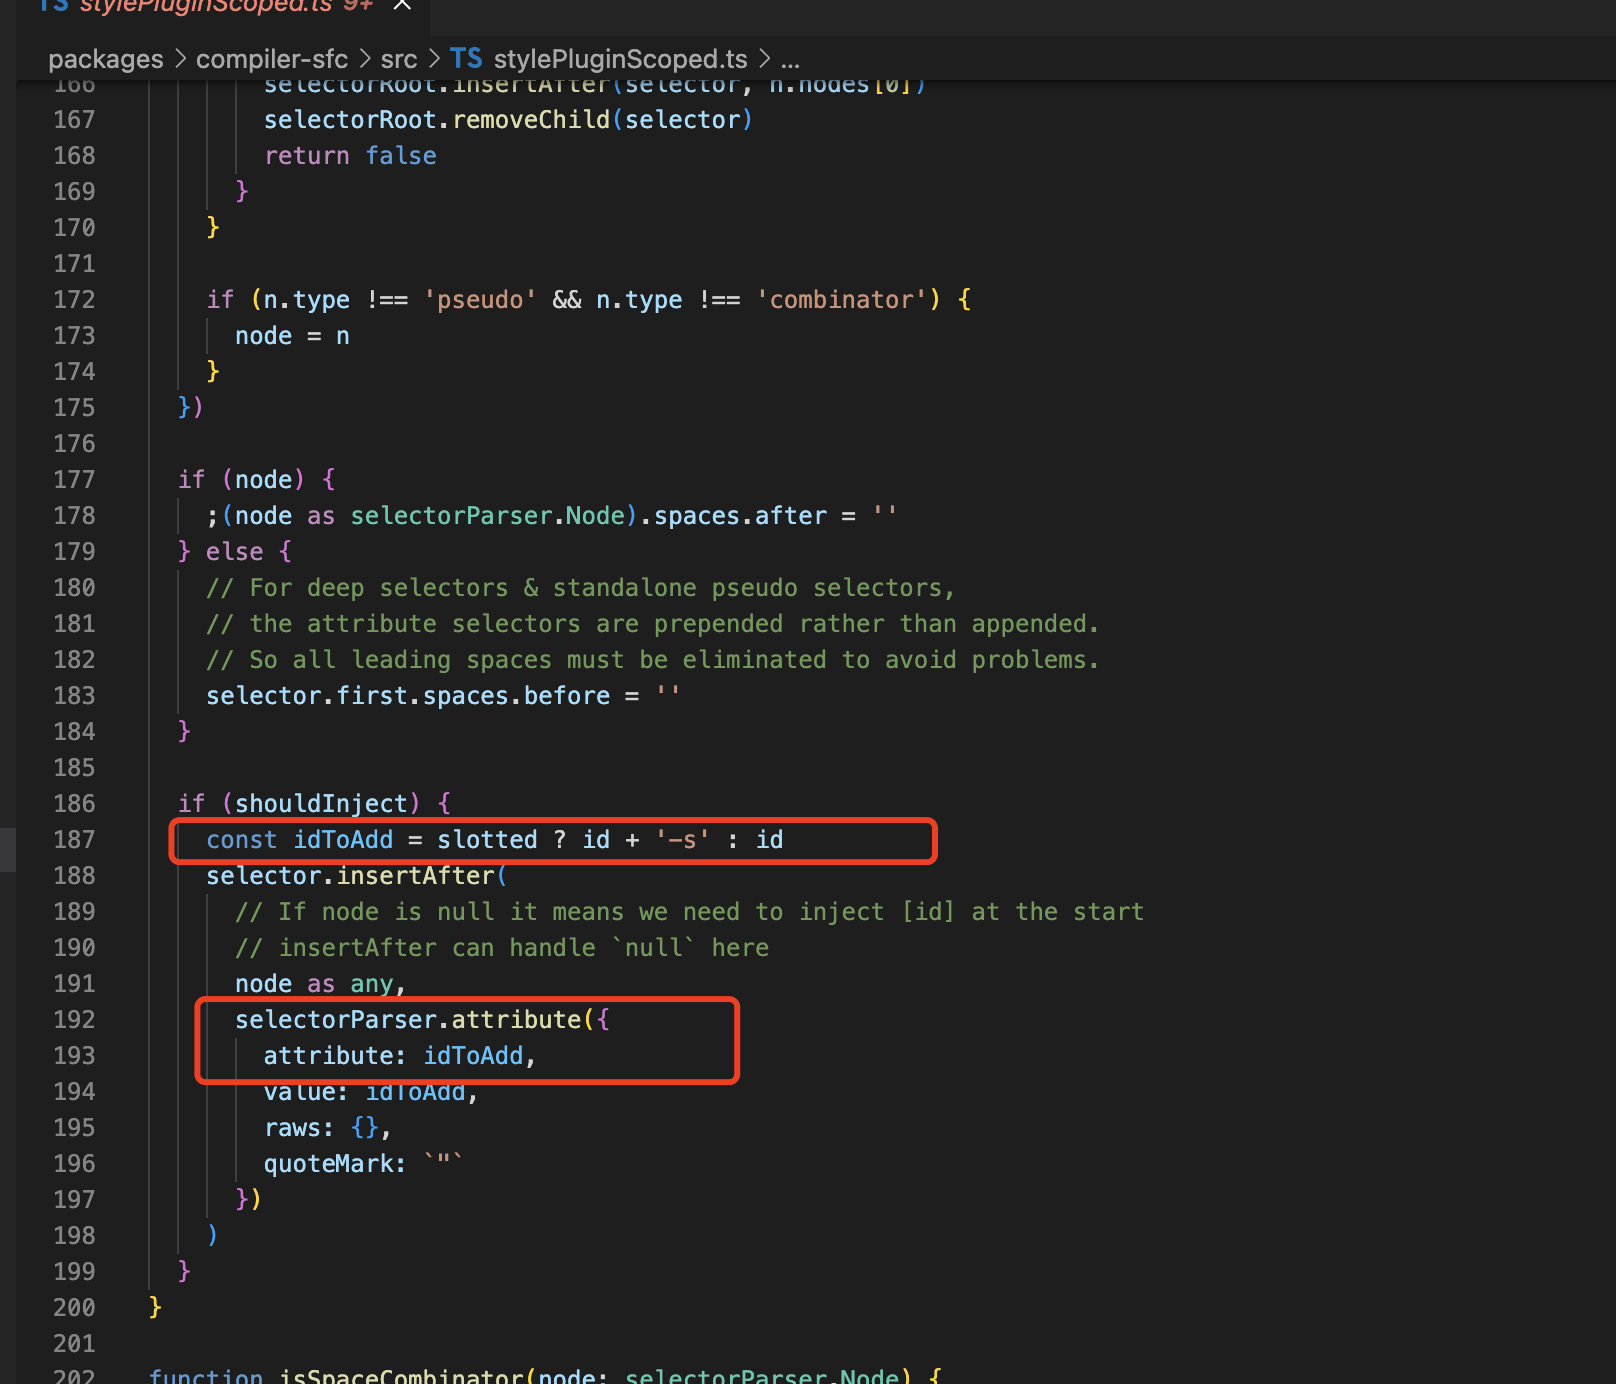 TS stylePluginScoped.ts 9+ ×
packages > compiler-sfc > src > TS stylePluginScoped.ts > ...
166 selectorRoot.insertAfter(selector, n.nodes[0])
167 selectorRoot.removeChild(selector)
168 return false
169 }
170 }
171
172 if (n.type !== 'pseudo' && n.type !== 'combinator') {
173 node = n
174 }
175 })
176
177 if (node) {
178 ;(node as selectorParser.Node).spaces.after = ''
179 } else {
180 // For deep selectors & standalone pseudo selectors,
181 // the attribute selectors are prepended rather than appended.
182 // So all leading spaces must be eliminated to avoid problems.
183 selector.first.spaces.before = ''
184 }
185
186 if (shouldInject) {
187 const idToAdd = slotted ? id + '-s' : id
188 selector.insertAfter(
189 // If node is null it means we need to inject [id] at the start
190 // insertAfter can handle `null` here
191 node as any,
192 selectorParser.attribute({
193 attribute: idToAdd,
194 value: idToAdd,
195 raws: {},
196 quoteMark: `"`
197 })
198 )
199 }
200 }
201
202 function isSpaceCombinator(node: selectorParser.Node) {